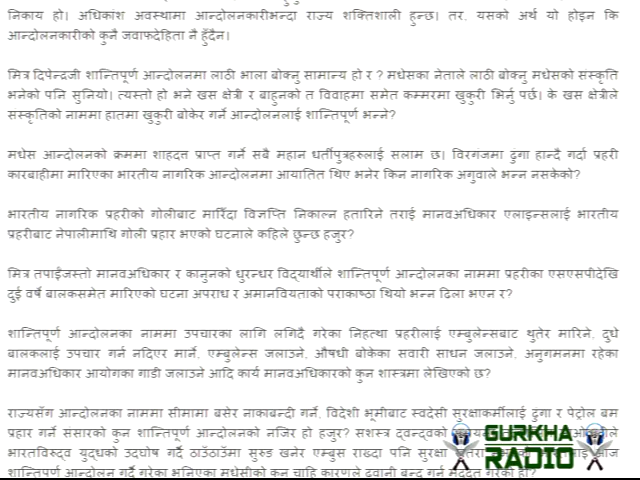 निकाय हो। अधिकांश अवस्थामा आन्दोलनकारीभन्दा राज्य शक्तिशाली हुन्छ। तर, यसको अर्थ यो होइन कि
आन्दोलनकारीको कुनै जवाफदेहिता नै हुँदैन।
मित्र दिपेन्द्रजी शान्तिपूर्ण आन्दोलनमा लाठी भाला बोक्नु सामान्य हो र ? मधेसका नेताले लाठी बोक्नु मधेसको संस्कृति
भनेको पनि सुनियो। त्यस्तो हो भने खस क्षेत्री र बाहुनको त विवाहमा समेत कम्मरमा खुकुरी भिर्नु पर्छ। के खस क्षेत्रीले
संस्कृतिको नाममा हातमा खुकुरी बोकेर गर्ने आन्दोलनलाई शान्तिपूर्ण भन्ने?
मधेस आन्दोलनको क्रममा शाहदत्त प्राप्त गर्ने सबै महान धर्तीपुत्रहरुलाई सलाम छ। विरगंजमा ढुंगा हान्दै गर्दा प्रहरी
कारबाहीमा मारिएका भारतीय नागरिक आन्दोलनमा आयातित थिए भनेर किन नागरिक अगुवाले भन्न नसकेको?
भारतीय नागरिक प्रहरीको गोलीबाट मारिँदा विज्ञप्ति निकाल्न हतारिने तराई मानवअधिकार एलाइन्सलाई भारतीय
प्रहरीबाट नेपालीमाथि गोली प्रहार भएको घटनाले कहिले छुन्छ हजुर?
मित्र तपाईंजस्तो मानवअधिकार र कानुनको धुरन्धर विद्यार्थीले शान्तिपूर्ण आन्दोलनका नाममा प्रहरीका एसएसपीदेखि
दुई वर्षे बालकसमेत मारिएको घटना अपराध र अमानवियताको पराकाष्ठा थियो भन्न ढिला भएन र?
शान्तिपूर्ण आन्दोलनका नाममा उपचारका लागि लगिदै गरेका निहत्था प्रहरीलाई एम्बुलेन्सबाट थुतेर मारिने, दुधे
बालकलाई उपचार गर्न नदिएर मार्ने, एम्बुलेन्स जलाउने, औषधी बोकेका सवारी साधन जलाउने, अनुगमनमा रहेका
मानवअधिकार आयोगका गाडी जलाउने आदि कार्य मानवअधिकारको कुन शास्त्रमा लेखिएको छ?
राज्यसँग आन्दोलनका नाममा सीमामा बसेर नाकाबन्दी गर्ने, विदेशी भूमीबाट स्वदेसी सुरक्षाकर्मीलाई ढुंगा र पेट्रोल बम
प्रहार गर्ने संसारको कुन शान्तिपूर्ण आन्दोलनको नजिर हो हजुर? सशस्त्र द्वन्द्वको
भारतविरुद्व युद्धको उद्घोष गर्दै ठाउँठाउँमा सुरुङ खनेर एम्बुस राख्दा पनि सुरक्षा
शान्तिपूर्ण आन्दोलन गर्दै गरेका भनिएका मधेसीको कुन चाहि कारणले ढुवानी बन्द गर्न मद्दत गरेको हो?
GURKHA
RADIO